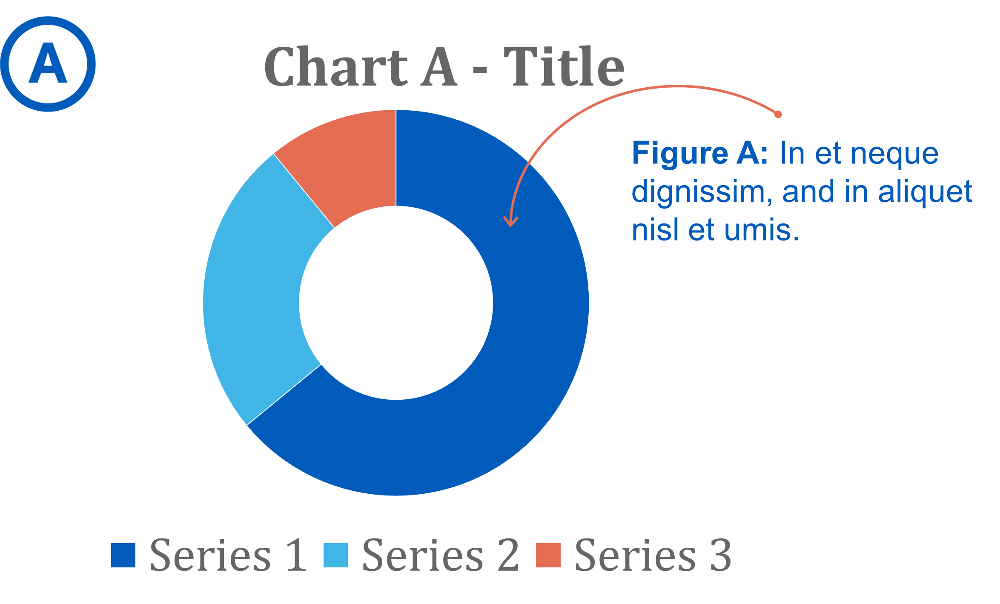 A
Chart A - Title
Figure A: In et neque
dignissim, and in aliquet
nisl et umis.
Series 1 Series 2 Series 3